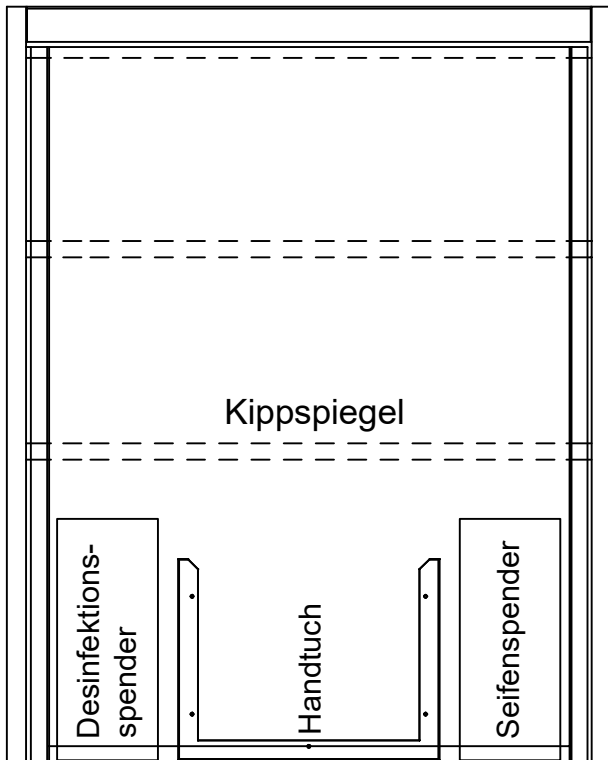 Kippspiegel
Desinfektions-
spender
Handtuch
Seifenspender